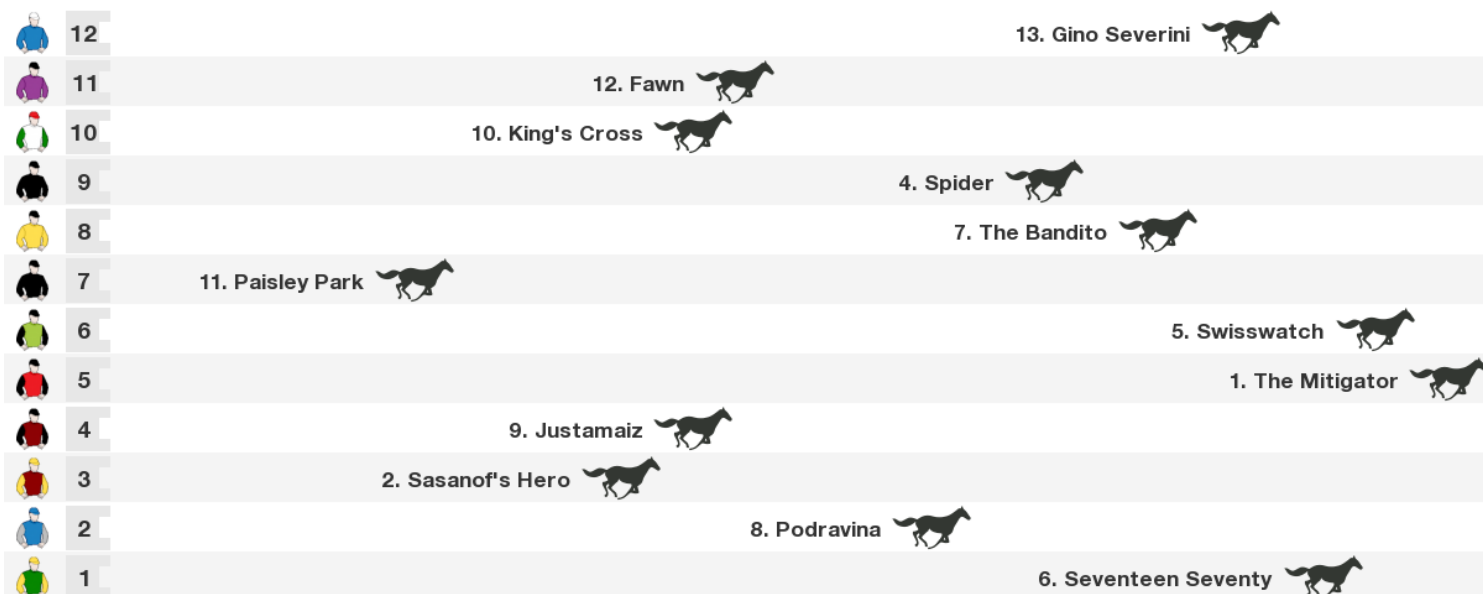 12 13. Gino Severini
11 12. Fawn
10 10. King's Cross
9 4. Spider
8 7. The Bandito
7 11. Paisley Park
6 5. Swisswatch
5 1. The Mitigator
4 9. Justamaiz
3 2. Sasanof's Hero
2 8. Podravina
1 6. Seventeen Seventy